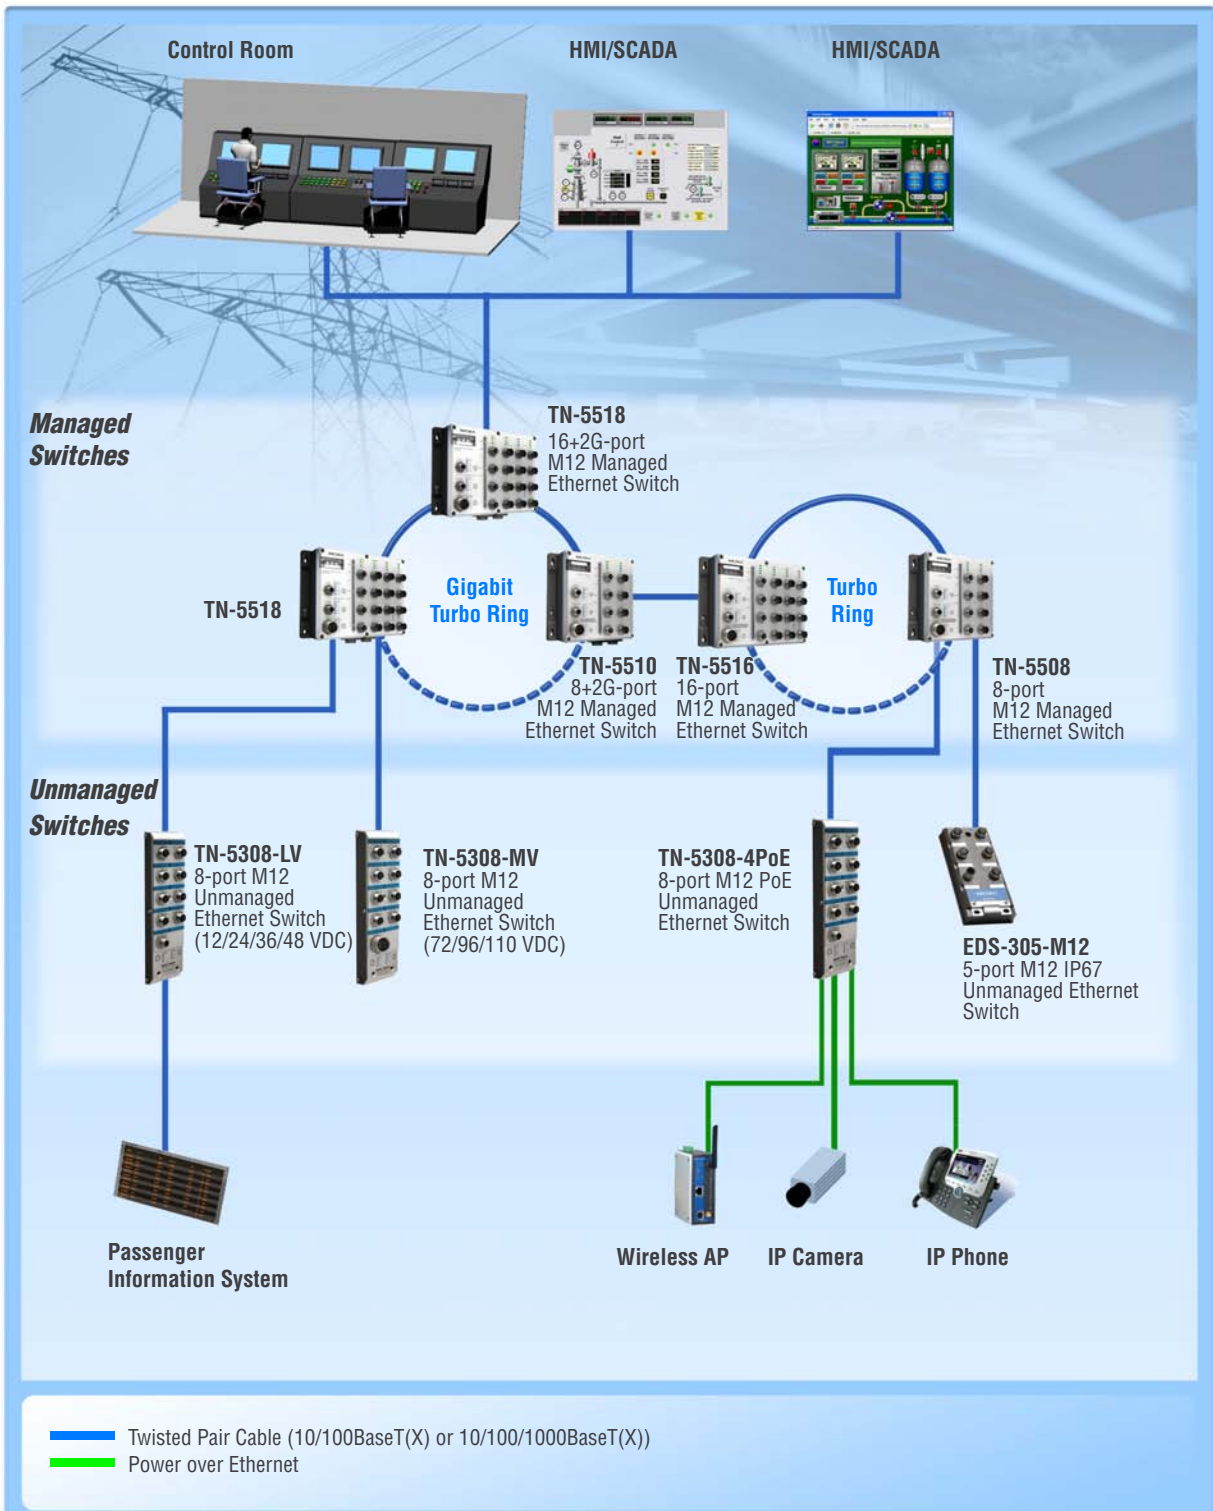 Control Room
HMI/SCADA
HMI/SCADA
Managed
Switches
TN-5518
16+2G-port
M12 Managed
Ethernet Switch
TN-5518
Gigabit
Turbo Ring
Turbo
Ring
TN-5510
8+2G-port
M12 Managed
Ethernet Switch
TN-5516
16-port
M12 Managed
Ethernet Switch
TN-5508
8-port
M12 Managed
Ethernet Switch
Unmanaged
Switches
TN-5308-LV
8-port M12
Unmanaged
Ethernet Switch
(12/24/36/48 VDC)
TN-5308-MV
8-port M12
Unmanaged
Ethernet Switch
(72/96/110 VDC)
TN-5308-4PoE
8-port M12 PoE
Unmanaged
Ethernet Switch
EDS-305-M12
5-port M12 IP67
Unmanaged Ethernet
Switch
Passenger
Information System
Wireless AP
IP Camera
IP Phone
Twisted Pair Cable (10/100BaseT(X) or 10/100/1000BaseT(X))
Power over Ethernet